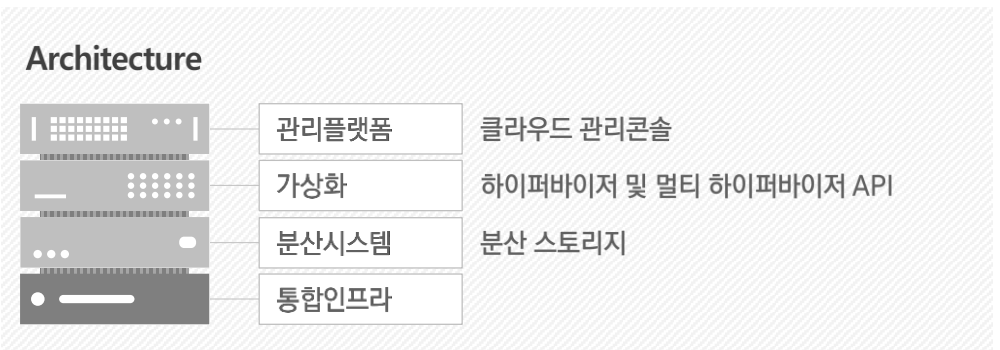 Architecture
관리플랫폼 클라우드 관리콘솔
가상화 하이퍼바이저 및 멀티 하이퍼바이저 API
분산시스템 분산 스토리지
통합인프라